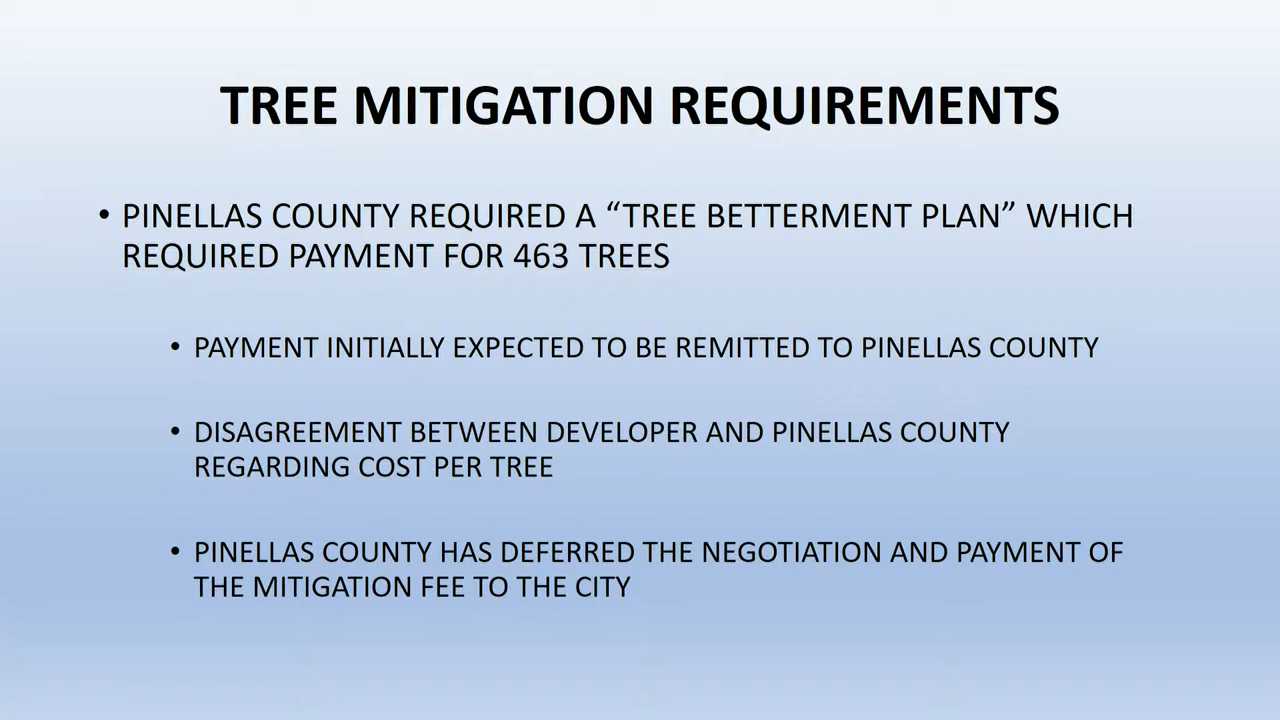 TREE MITIGATION REQUIREMENTS
• PINELLAS COUNTY REQUIRED A “TREE BETTERMENT PLAN” WHICH
REQUIRED PAYMENT FOR 463 TREES
• PAYMENT INITIALLY EXPECTED TO BE REMITTED TO PINELLAS COUNTY
• DISAGREEMENT BETWEEN DEVELOPER AND PINELLAS COUNTY
REGARDING COST PER TREE
• PINELLAS COUNTY HAS DEFERRED THE NEGOTIATION AND PAYMENT OF
THE MITIGATION FEE TO THE CITY